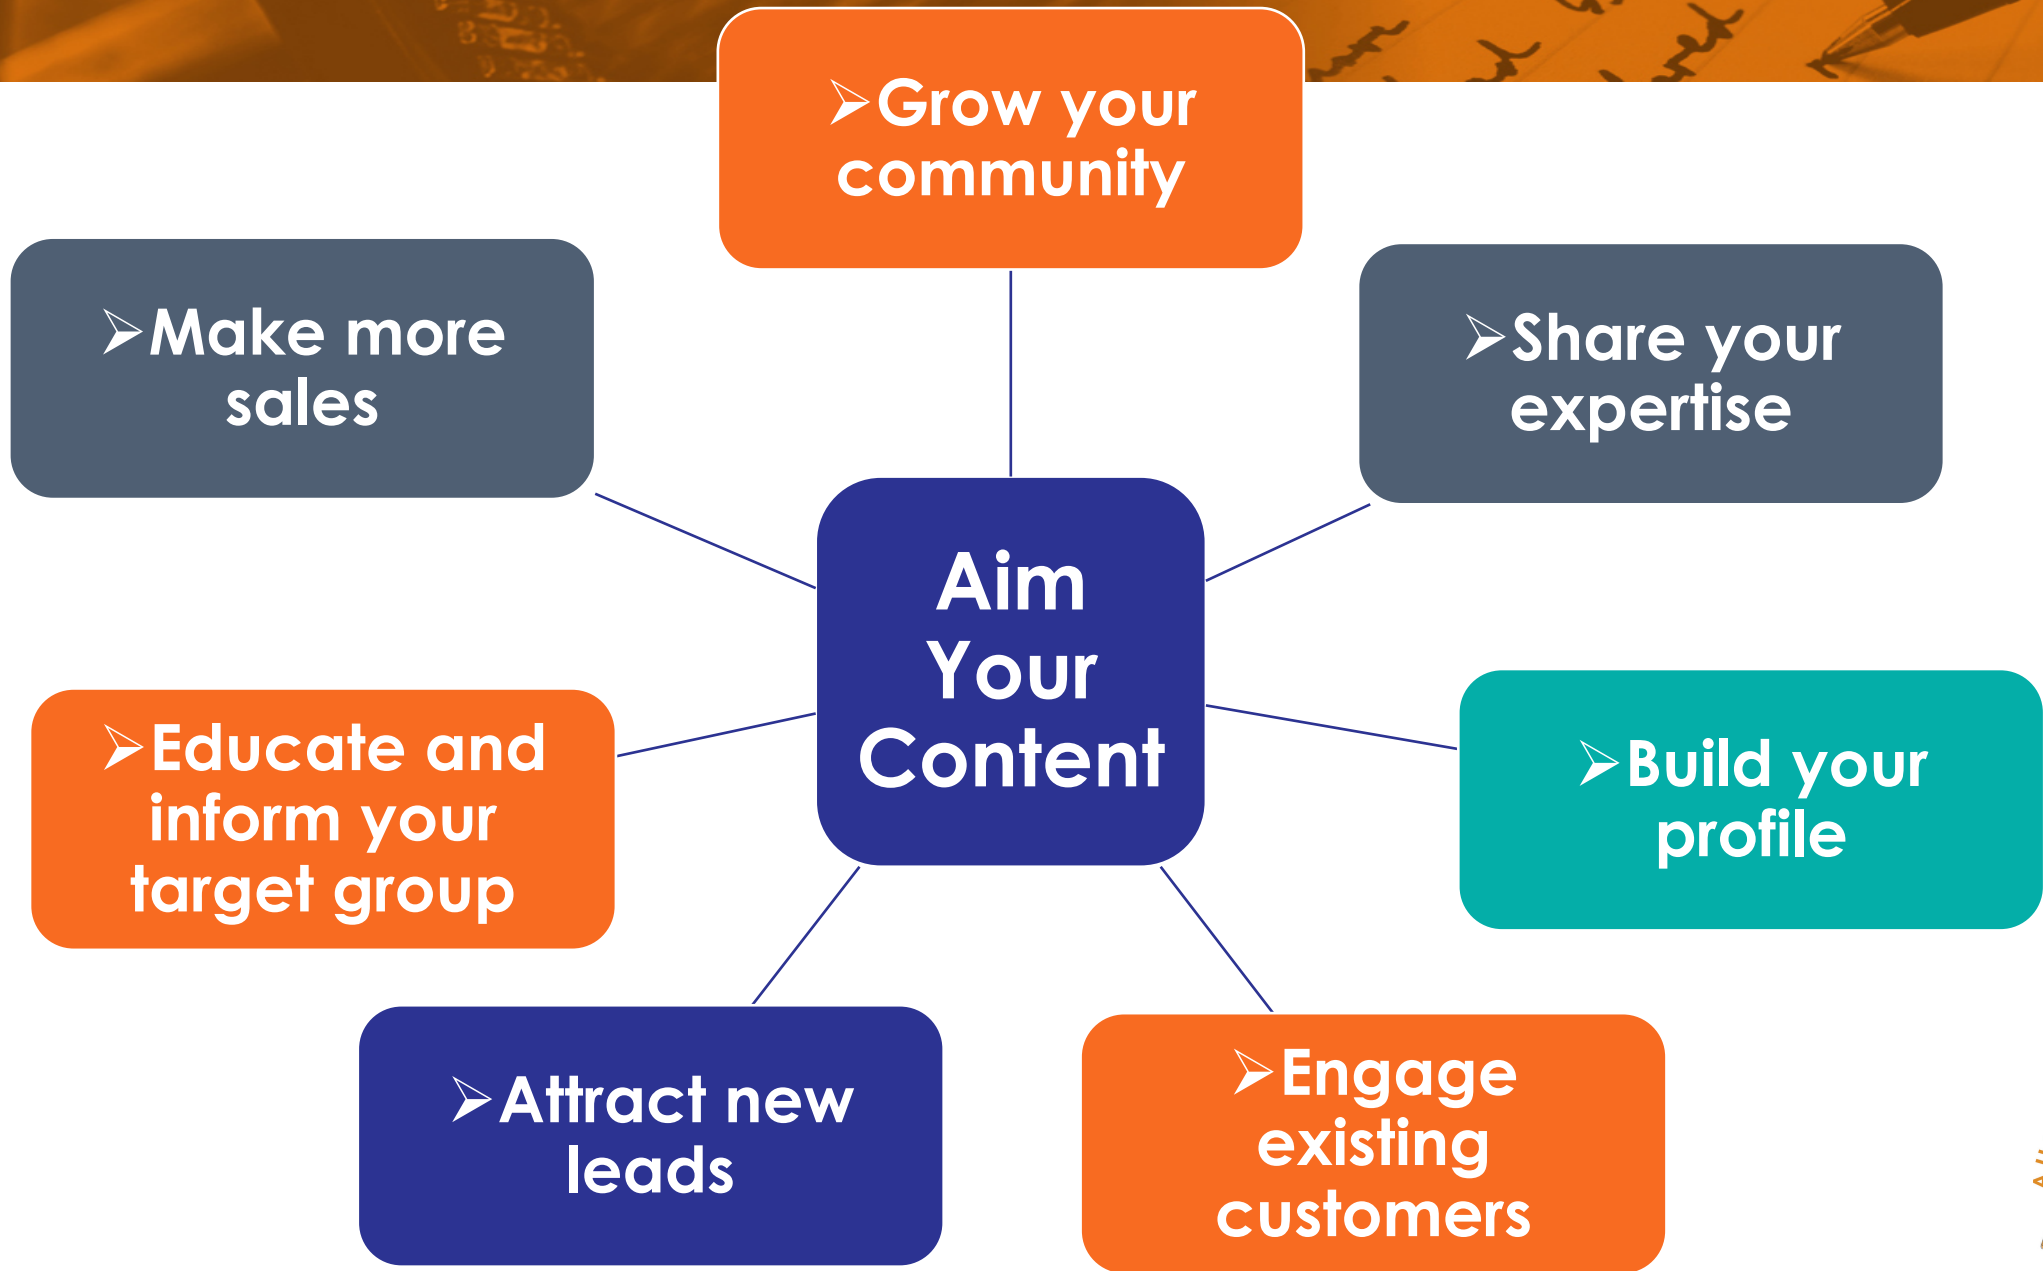 ➢Grow your
community
➢Share your
expertise
➢Build your
profile
➢Engage
existing
customers
➢Attract new
leads
➢Educate and
inform your
target group
➢Make more
sales
Aim
Your
Content